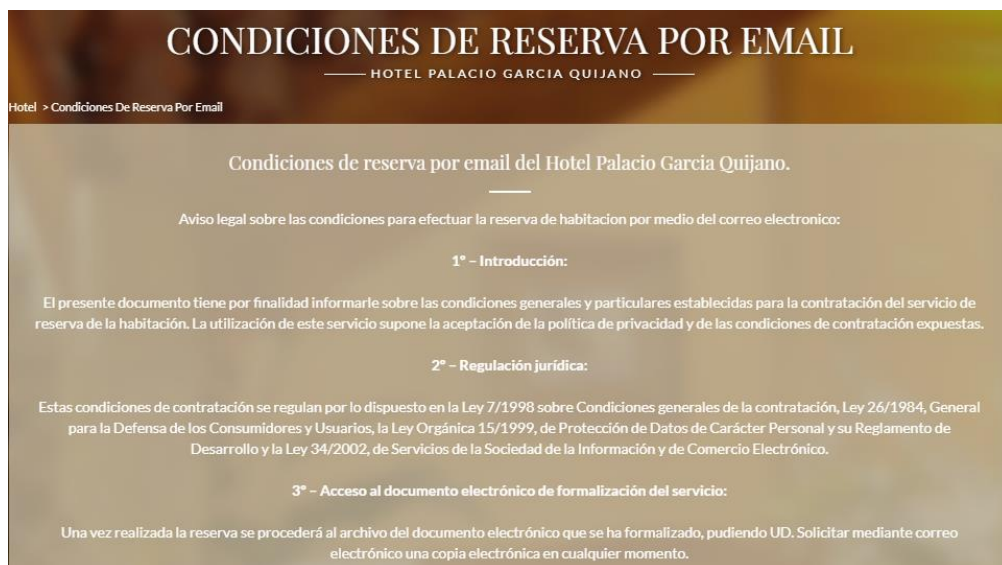 CONDICIONES DE RESERVA POR EMAIL
HOTEL PALACIO GARCIA QUIJANO
Hotel > Condiciones De Reserva Por Email
Condiciones de reserva por email del Hotel Palacio Garcia Quijano.
Aviso legal sobre las condiciones para efectuar la reserva de habitacion por medio del correo electronico:
1º – Introducción:
El presente documento tiene por finalidad informarle sobre las condiciones generales y particulares establecidas para la contratación del servicio de
reserva de la habitación. La utilización de este servicio supone la aceptación de la política de privacidad y de las condiciones de contratación expuestas.
2º – Regulación jurídica:
Estas condiciones de contratación se regulan por lo dispuesto en la Ley 7/1998 sobre Condiciones generales de la contratación, Ley 26/1984, General
para la Defensa de los Consumidores y Usuarios, la Ley Orgánica 15/1999, de Protección de Datos de Carácter Personal y su Reglamento de
Desarrollo y la Ley 34/2002, de Servicios de la Sociedad de la Información y de Comercio Electrónico.
3º – Acceso al documento electrónico de formalización del servicio:
Una vez realizada la reserva se procederá al archivo del documento electrónico que se ha formalizado, pudiendo UD. Solicitar mediante correo
electrónico una copia electrónica en cualquier momento.